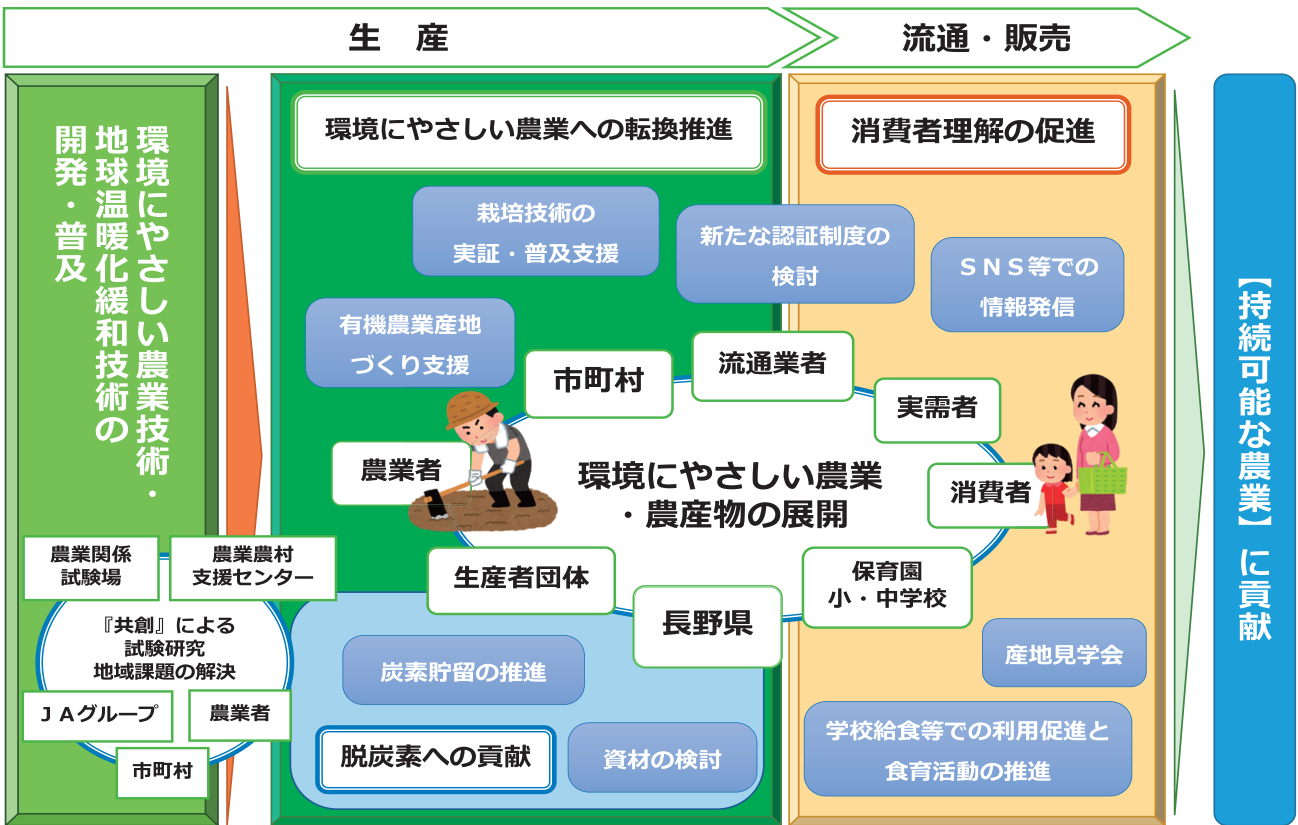 生　産
流通・販売
環境にやさしい農業技術・
地球温暖化緩和技術の
開発・普及
農業関係
試験場
農業農村
支援センター
『共創』による
試験研究
地域課題の解決
ＪＡグループ
農業者
市町村
環境にやさしい農業への転換推進
栽培技術の
実証・普及支援
新たな認証制度の
検討
有機農業産地
づくり支援
市町村
流通業者
実需者
農業者
環境にやさしい農業
・農産物の展開
消費者
生産者団体
長野県
保育園
小・中学校
炭素貯留の推進
脱炭素への貢献
資材の検討
消費者理解の促進
ＳＮＳ等での
情報発信
産地見学会
学校給食等での利用促進と
食育活動の推進
【持続可能な農業】に貢献